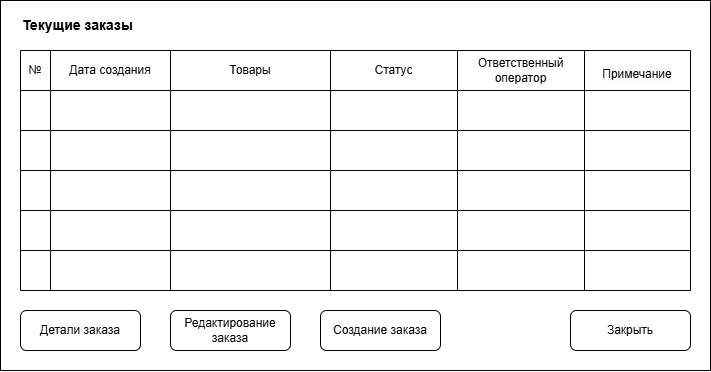 Текущие заказы
№ Дата создания Товары Статус Ответственный оператор Примечание
Детали заказа Редактирование заказа Создание заказа Закрыть